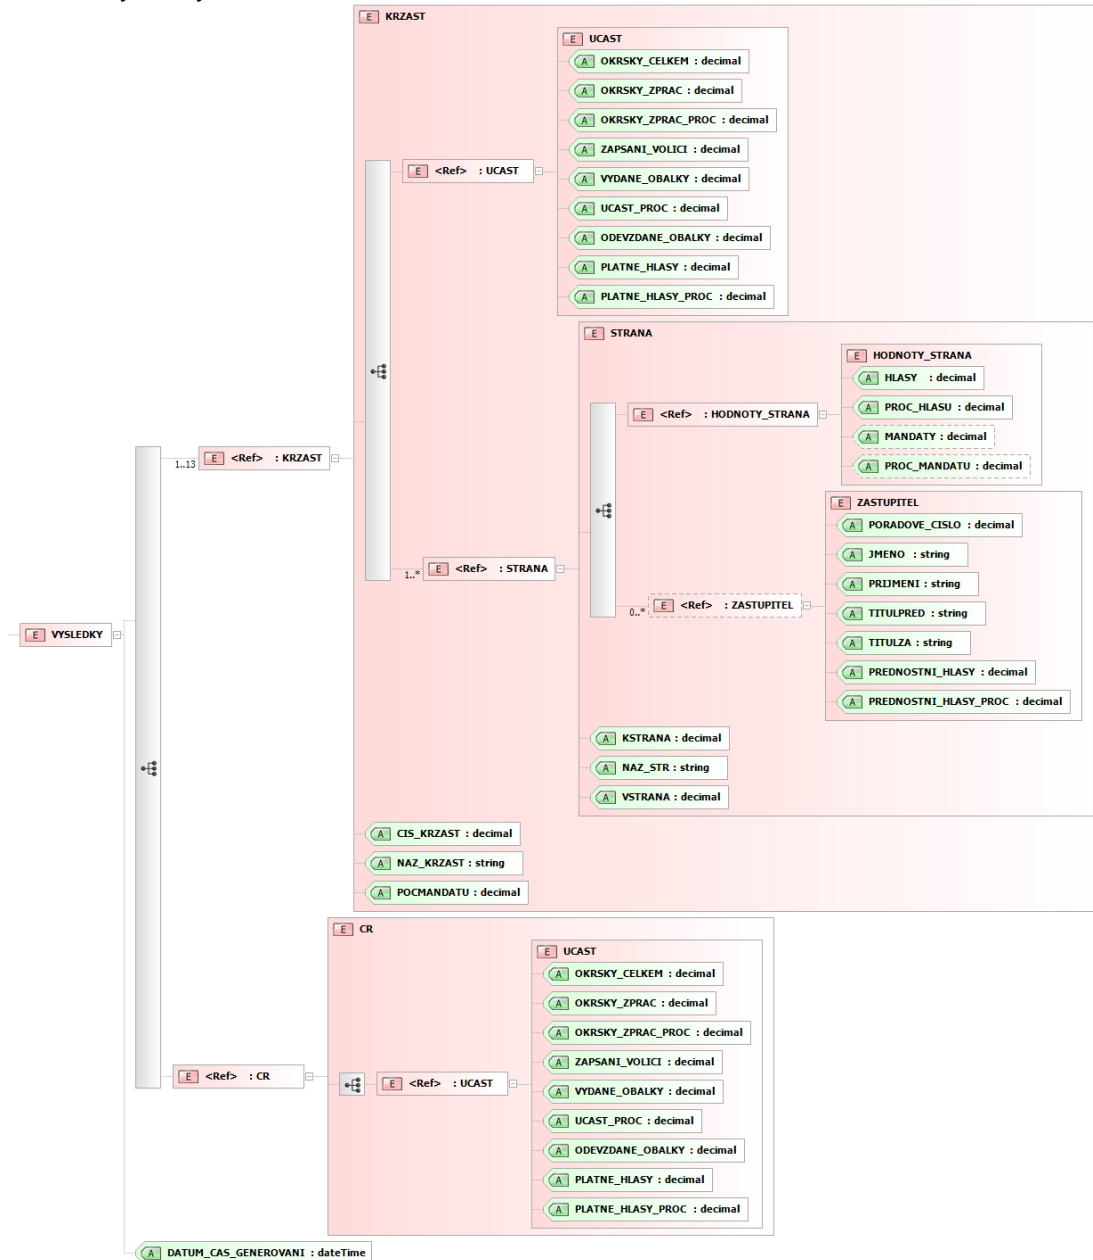 E KRZAST
E UCAST
A OKRSKY_CELKEM : decimal
A OKRSKY_ZPRAC : decimal
A OKRSKY_ZPRAC_PROC : decimal
A ZAPSANI_VOLICI : decimal
A VYDANE_OBALKY : decimal
A UCAST_PROC : decimal
A ODEVZDANE_OBALKY : decimal
A PLATNE_HLASY : decimal
A PLATNE_HLASY_PROC : decimal
E <Ref> : UCAST
E STRANA
E HODNOTY_STRANA
A HLASY : decimal
A PROC_HLASU : decimal
A MANDATY : decimal
A PROC_MANDATU : decimal
E <Ref> : HODNOTY_STRANA
1..13 E <Ref> : KRZAST
E ZASTUPITEL
A PORADOVE_CISLO : decimal
A JMENO : string
A PRIJMENI : string
A TITULPRED : string
A TITULZA : string
A PREDNOSTNI_HLASY : decimal
A PREDNOSTNI_HLASY_PROC : decimal
1..* E <Ref> : STRANA
0..* E <Ref> : ZASTUPITEL
E VYSLEDKY
A KSTRANA : decimal
A NAZ_STR : string
A VSTRANA : decimal
A CIS_KRZAST : decimal
A NAZ_KRZAST : string
A POCMANDATU : decimal
E CR
E UCAST
A OKRSKY_CELKEM : decimal
A OKRSKY_ZPRAC : decimal
A OKRSKY_ZPRAC_PROC : decimal
A ZAPSANI_VOLICI : decimal
A VYDANE_OBALKY : decimal
A UCAST_PROC : decimal
A ODEVZDANE_OBALKY : decimal
A PLATNE_HLASY : decimal
A PLATNE_HLASY_PROC : decimal
E <Ref> : CR
E <Ref> : UCAST
A DATUM_CAS_GENEROVANI : dateTime